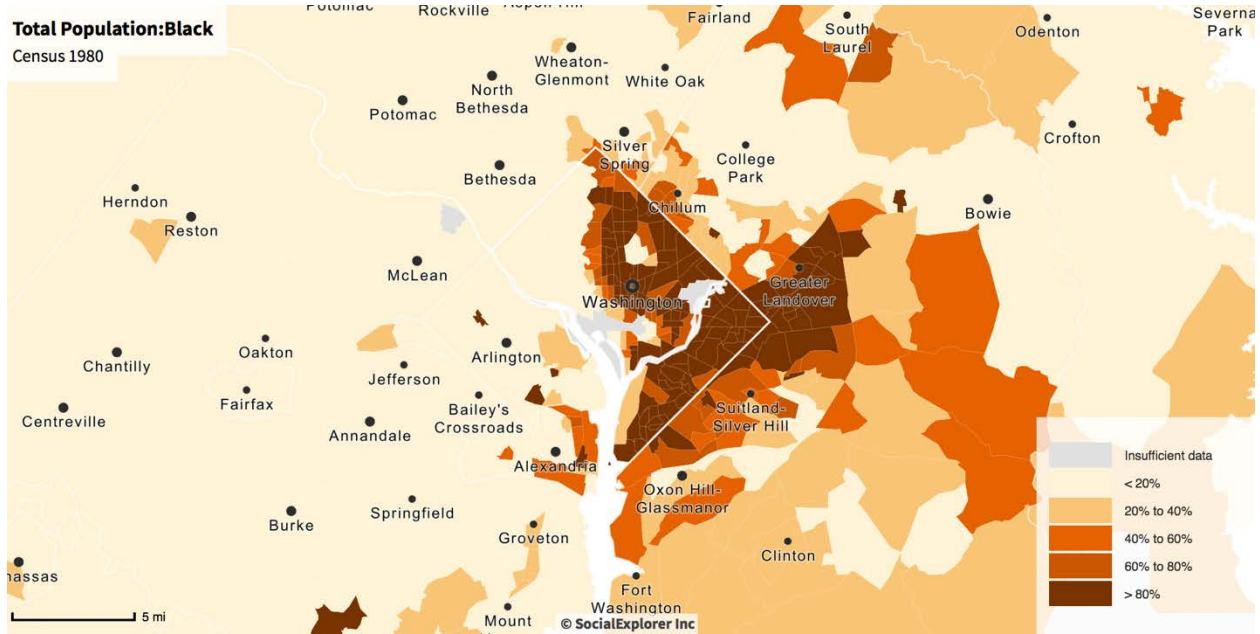 Total Population:Black
Census 1980
Potomac
Rockville
Fairland
South
Laurel
Odenton
Severna
Park
Wheaton-
Glenmont
White Oak
North
Bethesda
Potomac
Crofton
Silver
Spring
College
Park
Bethesda
Herndon
Reston
Chillum
Bowie
McLean
Greater
Landover
Washington
Chantilly
Oakton
Arlington
Jefferson
Fairfax
Centreville
Bailey's
Crossroads
Suitland-
Silver Hill
Annandale
Alexandria
Insufficient data
< 20%
20% to 40%
40% to 60%
60% to 80%
> 80%
Oxon Hill-
Glassmanor
Burke
Springfield
Groveton
Clinton
nassas
Fort
Washington
Mount
5 mi
© SocialExplorer Inc